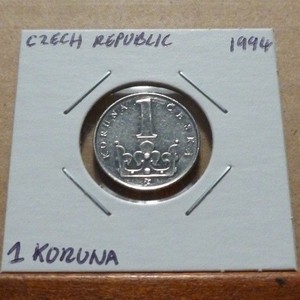 CZECH REPUBLIC 1994
KORUNA 1 ČESKÁ
1 KORUNA